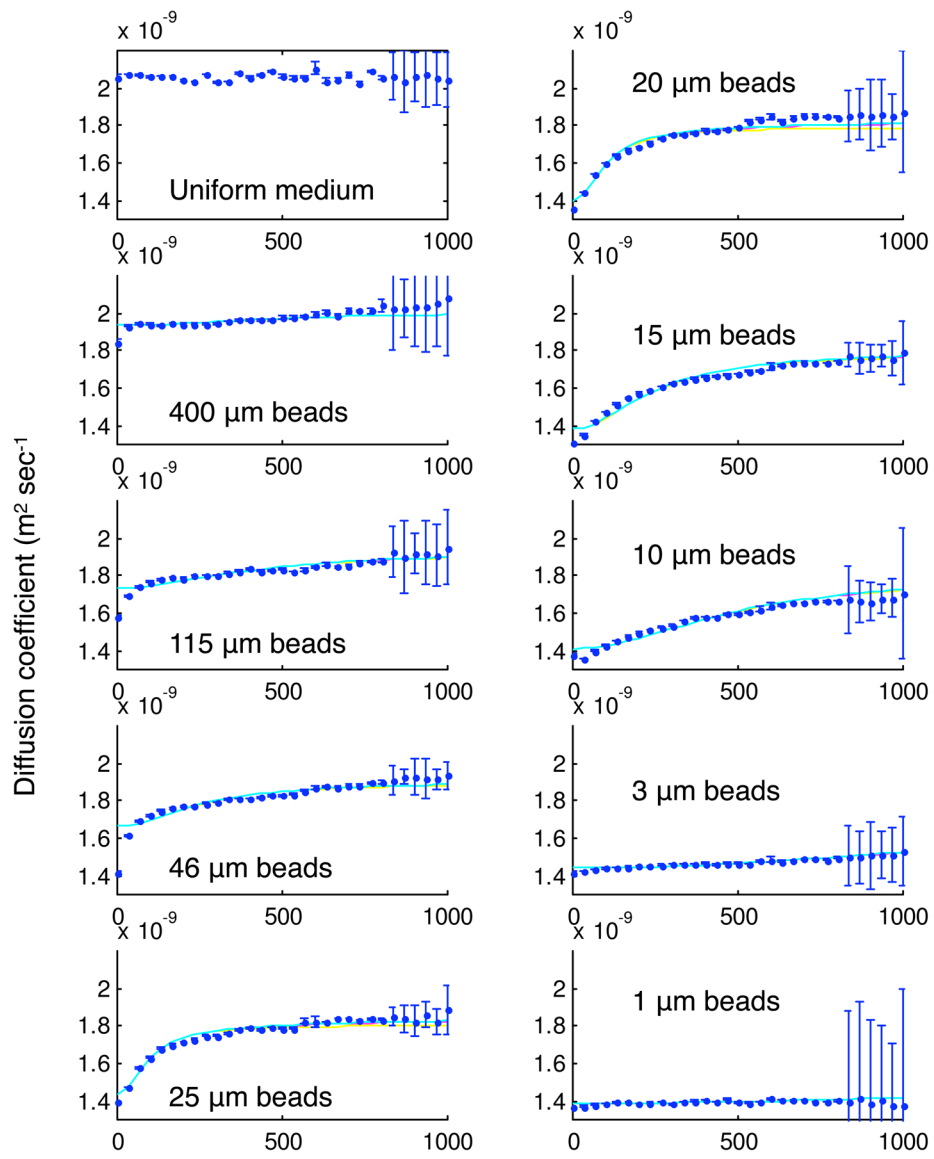 Diffusion coefficient (m² sec⁻¹
x 10⁻⁹
2
1.8
1.6
1.4
Uniform medium
0 500 1000
x 10⁻⁹
2
1.8
1.6
1.4
400 µm beads
0 500 1000
x 10⁻⁹
2
1.8
1.6
1.4
115 µm beads
0 500 1000
x 10⁻⁹
2
1.8
1.6
1.4
46 µm beads
0 500 1000
x 10⁻⁹
2
1.8
1.6
1.4
25 µm beads
0 500 1000
x 10⁻⁹
20 µm beads
2
1.8
1.6
1.4
0 500 1000
x 10⁻⁹
2
15 µm beads
1.8
1.6
1.4
0 500 1000
x 10⁻⁹
2
10 µm beads
1.8
1.6
1.4
0 500 1000
x 10⁻⁹
2
3 µm beads
1.8
1.6
1.4
0 500 1000
x 10⁻⁹
2
1 µm beads
1.8
1.6
1.4
0 500 1000